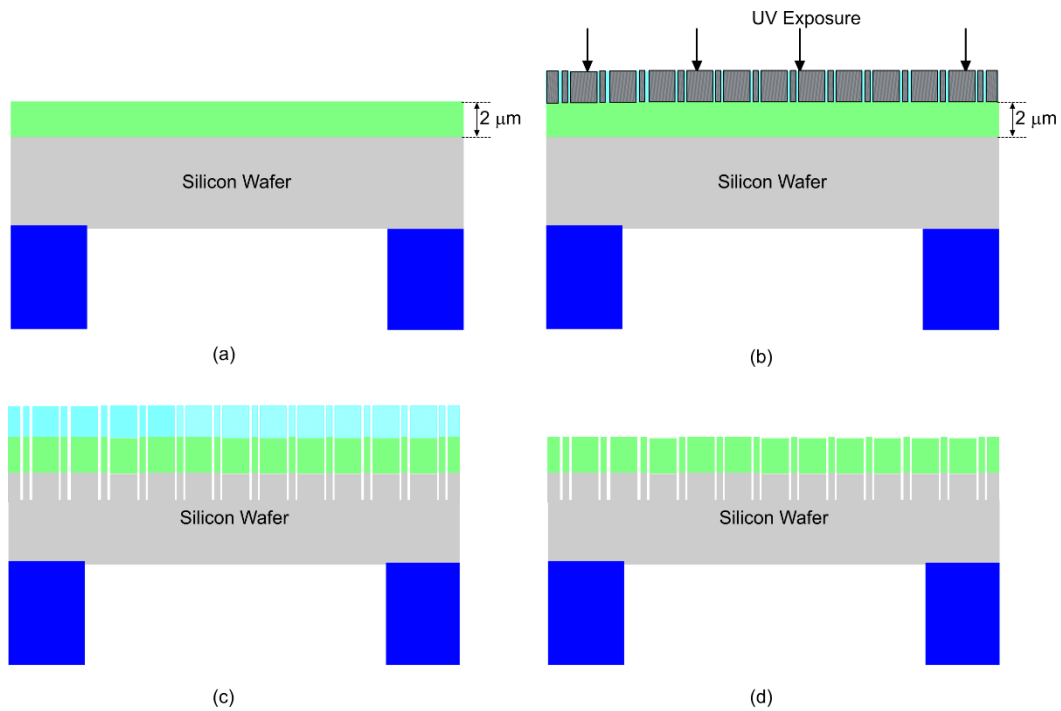 UV Exposure
2 μm
Silicon Wafer
(a)
2 μm
Silicon Wafer
(b)
Silicon Wafer
(c)
Silicon Wafer
(d)